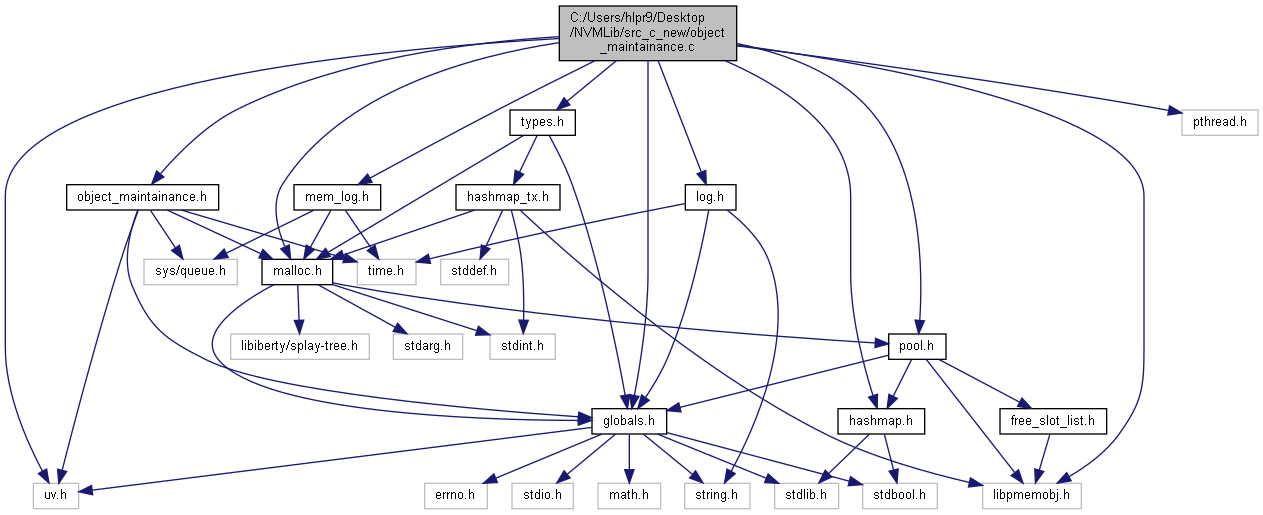 C:/Users/hlpr9/Desktop
/NVMLib/src_c_new/object
_maintainance.c
types.h
pthread.h
object_maintainance.h
mem_log.h
hashmap_tx.h
log.h
sys/queue.h
malloc.h
time.h
stddef.h
libiberty/splay-tree.h
stdarg.h
stdint.h
pool.h
globals.h
hashmap.h
free_slot_list.h
uv.h
errno.h
stdio.h
math.h
string.h
stdlib.h
stdbool.h
libpmemobj.h